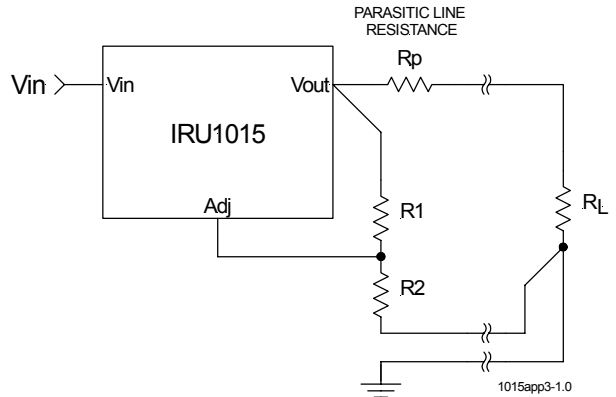 PARASITIC LINE
RESISTANCE
Rp
Vin
Vin
Vout
IRU1015
RL
Adj
R1
R2
1015app3-1.0